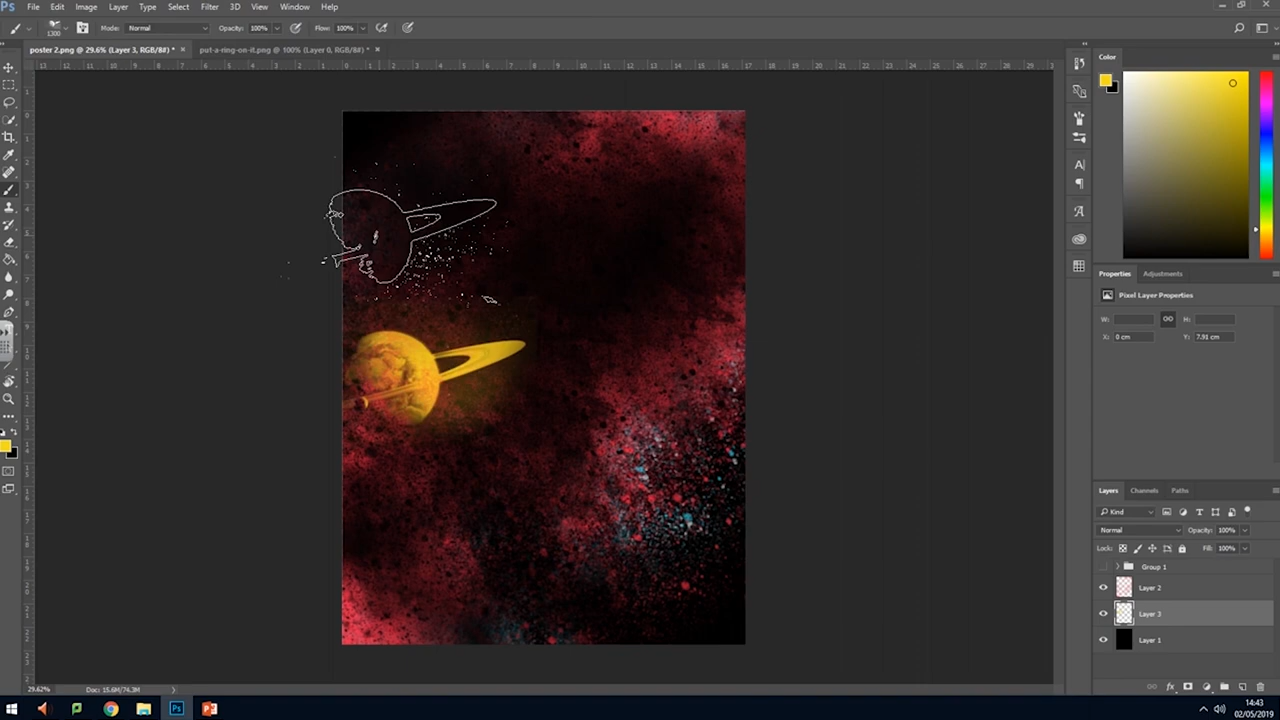 Ps File Edit Image Layer Type Select Filter 3D View Window Help
1300 Mode: Normal Opacity: 100% Flow: 100%
poster 2.png @ 29.6% (Layer 3, RGB/8#) * × put-a-ring-on-it.png @ 100% (Layer 0, RGB/8#) * ×
Color
Properties Adjustments
Pixel Layer Properties
W: H:
X: 0 cm Y: 7.91 cm
Layers Channels Paths
Kind
Normal Opacity: 100%
Lock: Fill: 100%
Group 1
Layer 2
Layer 3
Layer 1
29.62% Doc: 15.6M/74.3M
Ps
14:43
02/05/2019